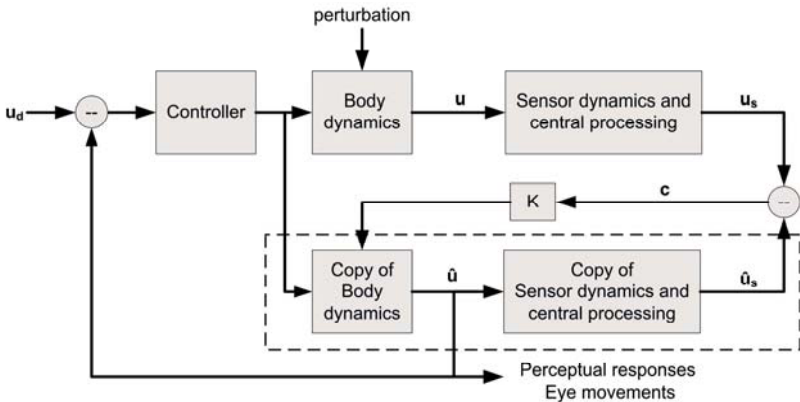 perturbation
u_d
--
Controller
Body
dynamics
u
Sensor dynamics and
central processing
u_s
K
c
--
Copy of
Body
dynamics
û
Copy of
Sensor dynamics and
central processing
û_s
Perceptual responses
Eye movements